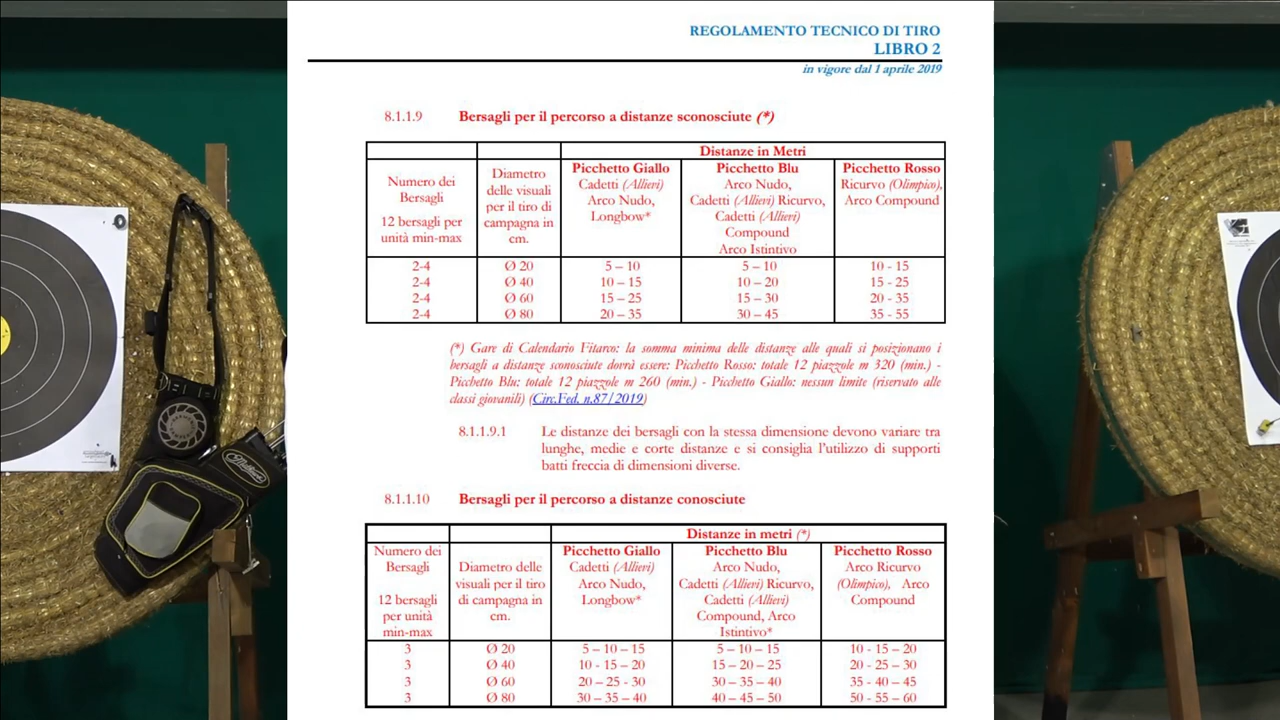 REGOLAMENTO TECNICO DI TIRO
LIBRO 2
in vigore dal 1 aprile 2019
8.1.1.9 Bersagli per il percorso a distanze sconosciute (*)
Distanze in Metri
Numero dei
Bersagli
12 bersagli per
unità min-max
Diametro
delle visuali
per il tiro di
campagna in
cm.
Picchetto Giallo
Cadetti (Allievi)
Arco Nudo,
Longbow*
Picchetto Blu
Arco Nudo,
Cadetti (Allievi) Ricurvo,
Cadetti (Allievi)
Compound
Arco Istintivo
Picchetto Rosso
Ricurvo (Olimpico),
Arco Compound
2-4 Ø 20 5 – 10 5 – 10 10 - 15
2-4 Ø 40 10 – 15 10 – 20 15 - 25
2-4 Ø 60 15 – 25 15 – 30 20 - 35
2-4 Ø 80 20 – 35 30 – 45 35 - 55
(*) Gare di Calendario Fitarco: la somma minima delle distanze alle quali si posizionano i
bersagli a distanze sconosciute dovrà essere: Picchetto Rosso: totale 12 piazzole m 320 (min.) -
Picchetto Blu: totale 12 piazzole m 260 (min.) - Picchetto Giallo: nessun limite (riservato alle
classi giovanili) (Circ.Fed. n.87/2019)
8.1.1.9.1 Le distanze dei bersagli con la stessa dimensione devono variare tra
lunghe, medie e corte distanze e si consiglia l'utilizzo di supporti
batti freccia di dimensioni diverse.
8.1.1.10 Bersagli per il percorso a distanze conosciute
Distanze in metri (*)
Numero dei
Bersagli
12 bersagli
per unità
min-max
Diametro delle
visuali per il tiro
di campagna in
cm.
Picchetto Giallo
Cadetti (Allievi)
Arco Nudo,
Longbow*
Picchetto Blu
Arco Nudo,
Cadetti (Allievi) Ricurvo,
Cadetti (Allievi)
Compound, Arco
Istintivo*
Picchetto Rosso
Arco Ricurvo
(Olimpico), Arco
Compound
3 Ø 20 5 – 10 – 15 5 – 10 – 15 10 - 15 – 20
3 Ø 40 10 - 15 – 20 15 – 20 – 25 20 - 25 – 30
3 Ø 60 20 – 25 - 30 30 – 35 – 40 35 - 40 – 45
3 Ø 80 30 – 35 – 40 40 – 45 – 50 50 - 55 – 60